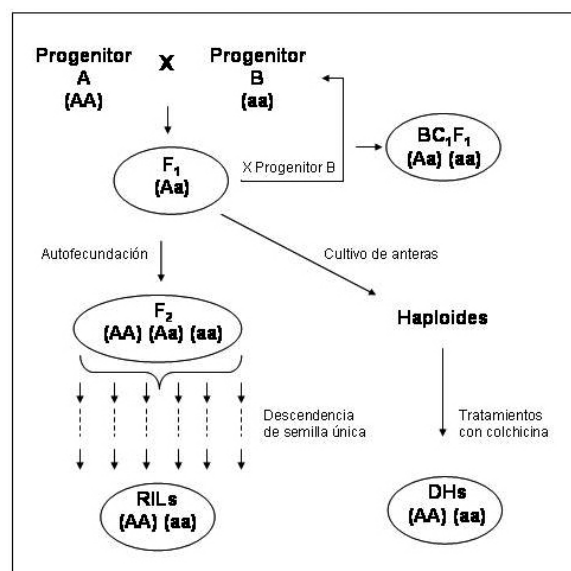 Progenitor
A
(AA)
X
Progenitor
B
(aa)
F₁
(Aa)
X Progenitor B
BC₁F₁
(Aa) (aa)
Autofecundación
Cultivo de anteras
F₂
(AA) (Aa) (aa)
Haploides
Descendencia
de semilla única
Tratamientos
con colchicina
RILs
(AA) (aa)
DHs
(AA) (aa)